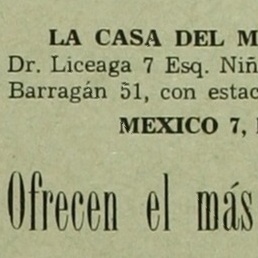 LA CASA DEL M
Dr. Liceaga 7 Esq. Niñ
Barragán 51, con estac
MEXICO 7,
Ofrecen el más